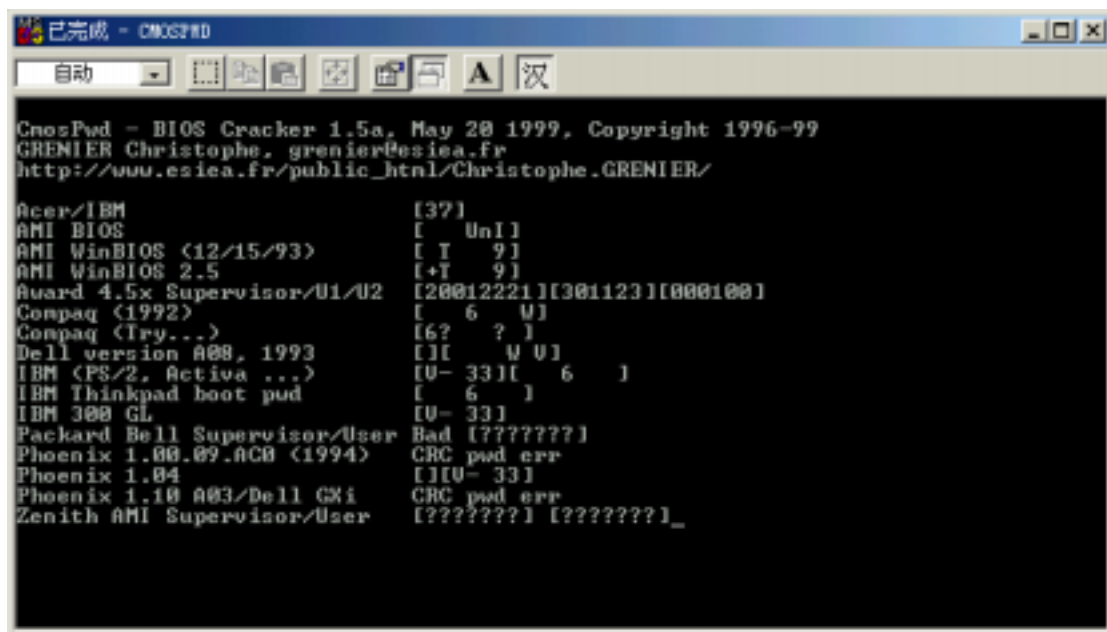 已完成 - CMOSPWD
自动
A 汉
CmosPwd - BIOS Cracker 1.5a, May 20 1999, Copyright 1996-99
GRENIER Christophe, grenier@esiea.fr
http://www.esiea.fr/public_html/Christophe.GRENIER/
Acer/IBM [37]
AMI BIOS [   UnI]
AMI WinBIOS (12/15/93) [ T   9]
AMI WinBIOS 2.5 [+T   9]
Award 4.5x Supervisor/U1/U2 [20012221][301123][000100]
Compaq (1992) [   6   W]
Compaq (Try...) [6?   ? ]
Dell version A08, 1993 [][    W V]
IBM (PS/2, Activa ...) [V- 33][   6   ]
IBM Thinkpad boot pwd [   6   ]
IBM 300 GL [V- 33]
Packard Bell Supervisor/User Bad [???????]
Phoenix 1.00.09.AC0 (1994) CRC pwd err
Phoenix 1.04 [][V- 33]
Phoenix 1.10 A03/Dell GXi CRC pwd err
Zenith AMI Supervisor/User [???????] [???????]_